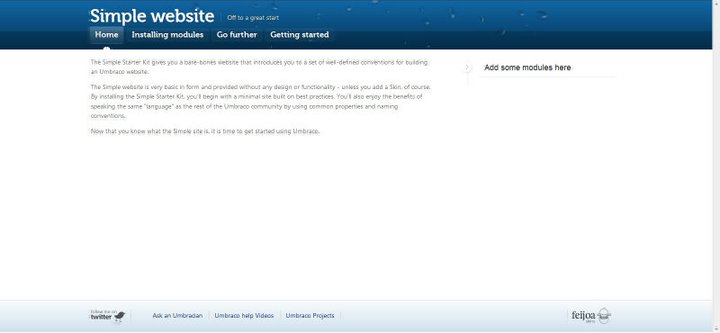 Simple website
Off to a great start
Home
Installing modules
Go further
Getting started
The Simple Starter Kit gives you a bare-bones website that introduces you to a set of well-defined conventions for building
an Umbraco website.
The Simple website is very basic in form and provided without any design or functionality - unless you add a Skin, of course.
By installing the Simple Starter Kit, you'll begin with a minimal site built on best practices. You'll also enjoy the benefits of
speaking the same "language" as the rest of the Umbraco community by using common properties and naming
conventions.
Now that you know what the Simple site is, it is time to get started using Umbraco.
Add some modules here
Follow me on
twitter
Ask an Umbracian
Umbraco help Videos
Umbraco Projects
feijoa